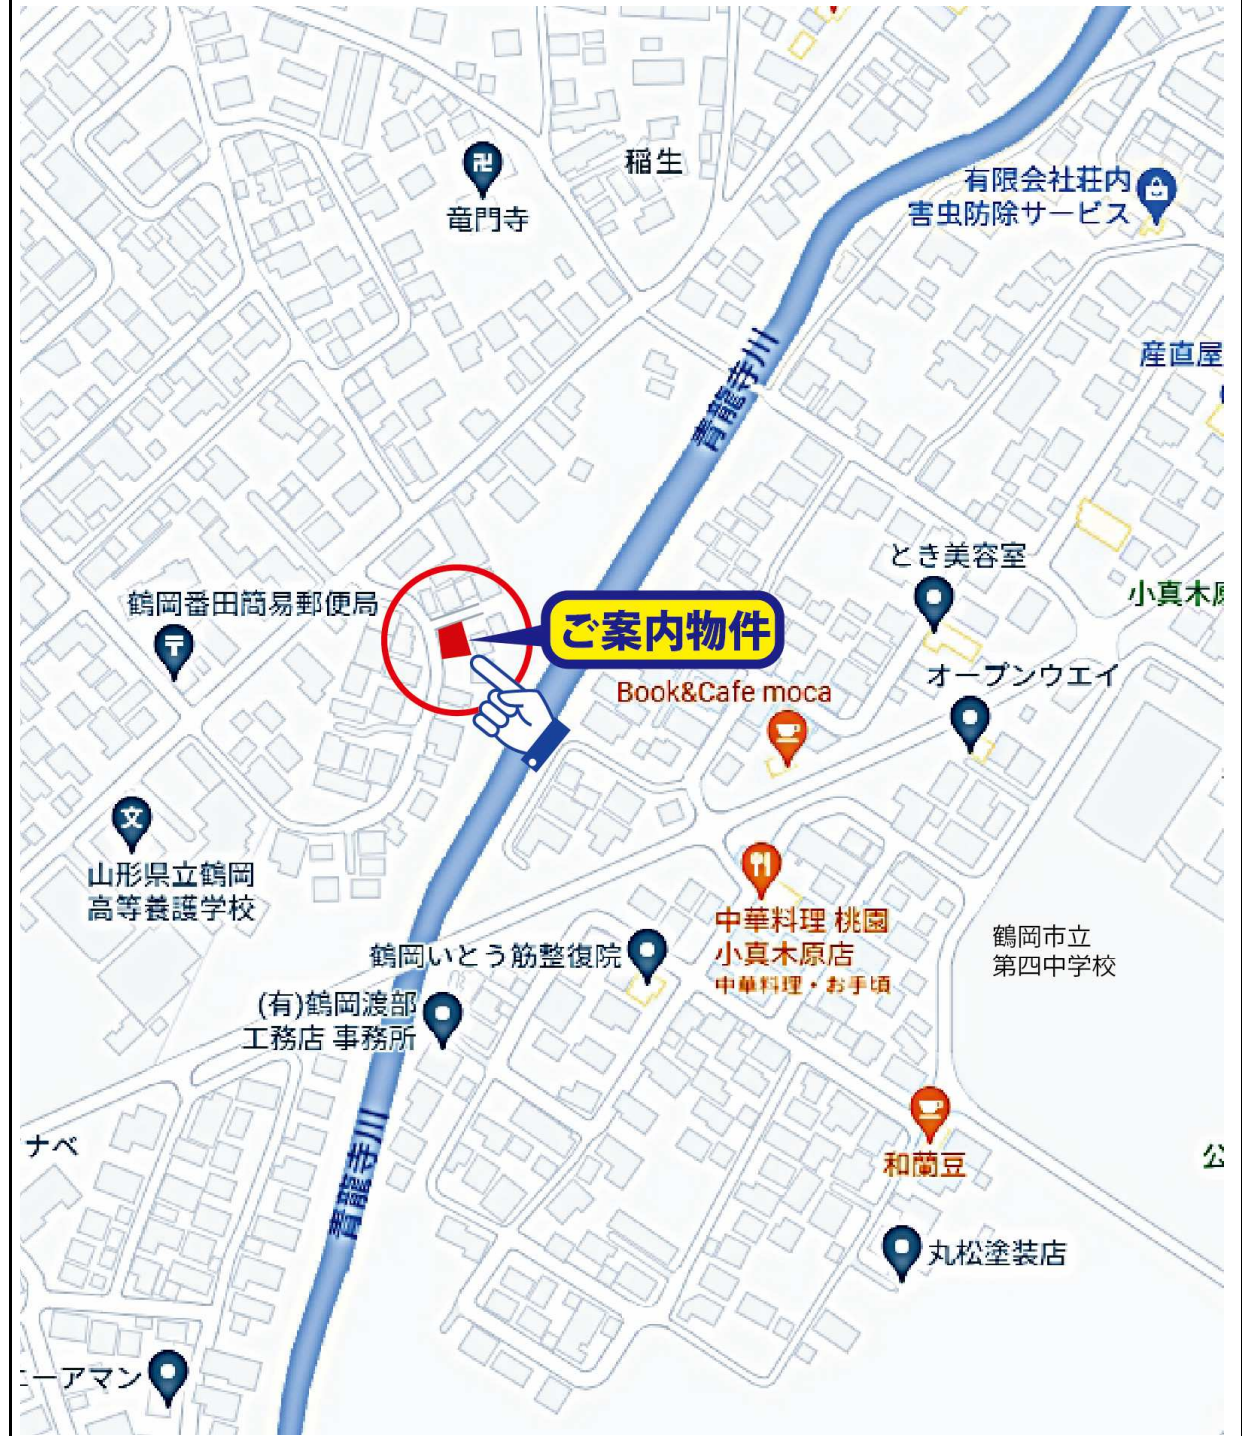 稲生
竜門寺
有限会社荘内
害虫防除サービス
産直屋
青龍寺川
とき美容室
鶴岡番田簡易郵便局
小真木原
ご案内物件
オープンウエイ
Book&Cafe moca
山形県立鶴岡
高等養護学校
中華料理 桃園
小真木原店
中華料理・お手頃
鶴岡市立
第四中学校
鶴岡いとう筋整復院
(有)鶴岡渡部
工務店 事務所
ナベ
青龍寺川
和蘭豆
公
丸松塗装店
ニーアマン